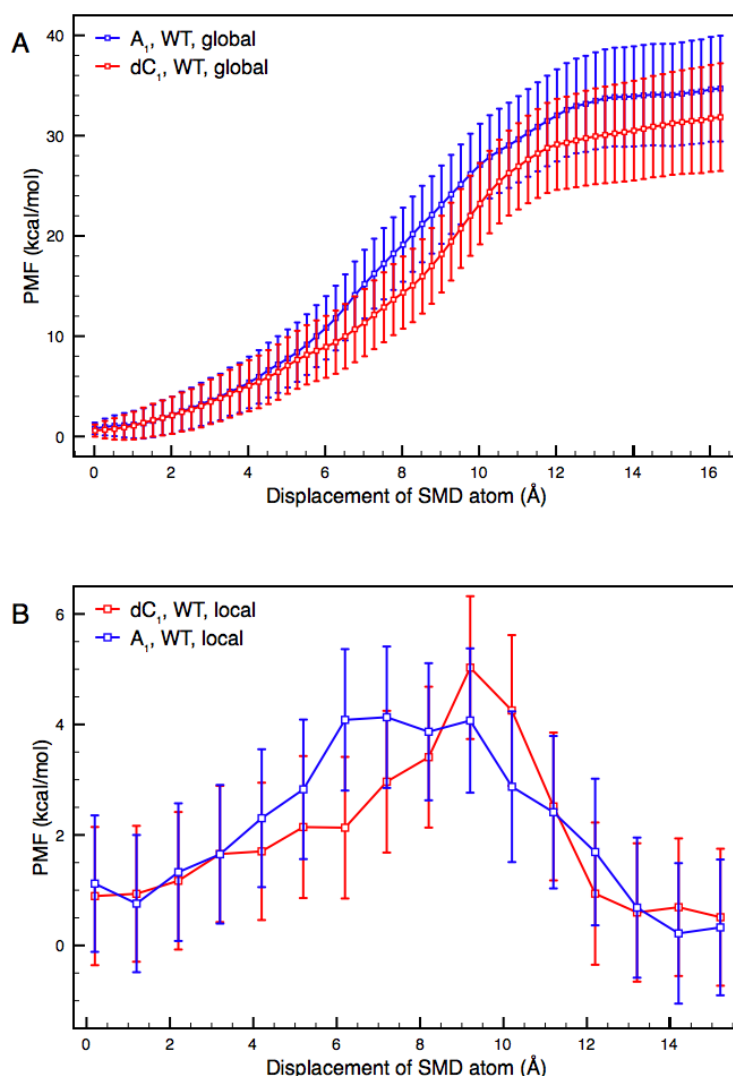 A
A₁, WT, global
dC₁, WT, global
PMF (kcal/mol)
40
30
20
10
0
0 2 4 6 8 10 12 14 16
Displacement of SMD atom (Å)
B
dC₁, WT, local
A₁, WT, local
PMF (kcal/mol)
6
4
2
0
0 2 4 6 8 10 12 14
Displacement of SMD atom (Å)